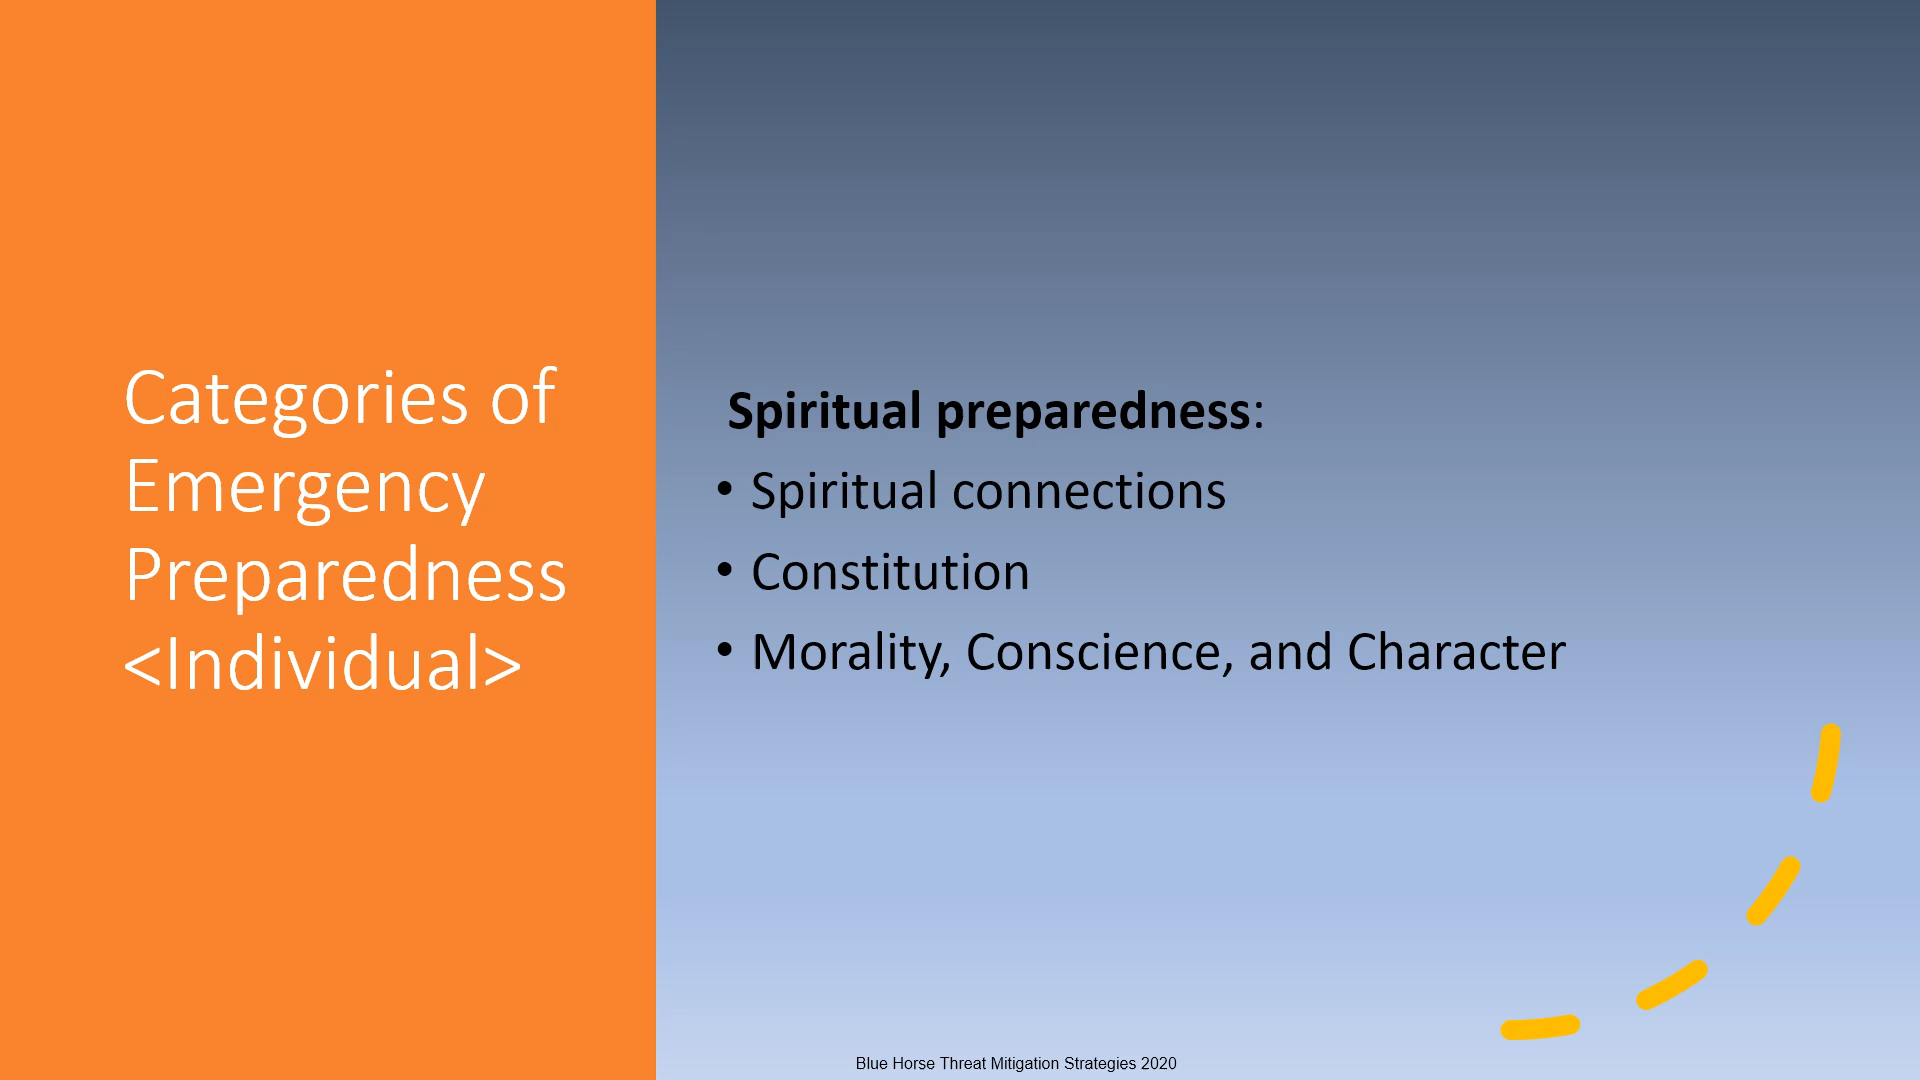 Categories of
Emergency
Preparedness
<Individual>
Spiritual preparedness:
• Spiritual connections
• Constitution
• Morality, Conscience, and Character
Blue Horse Threat Mitigation Strategies 2020